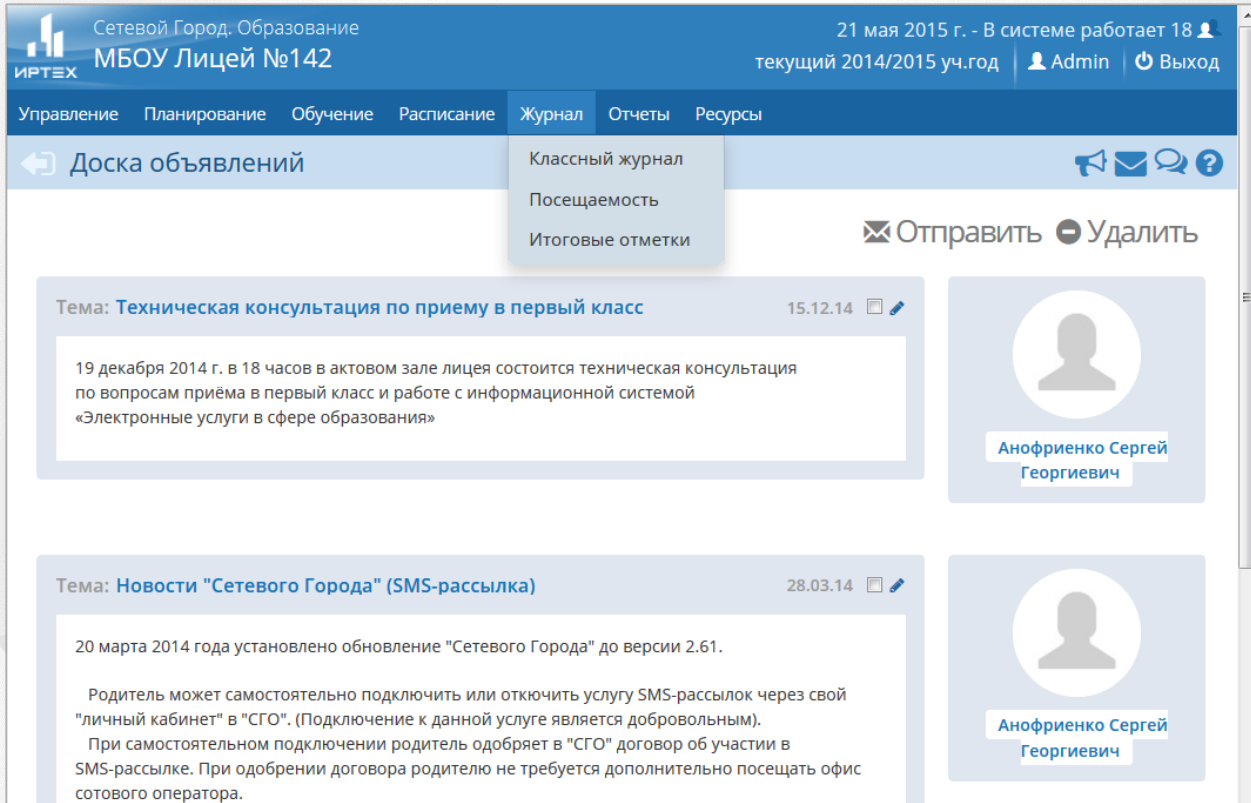 Сетевой Город. Образование
МБОУ Лицей №142
ИРТЕХ
21 мая 2015 г. - В системе работает 18
текущий 2014/2015 уч.год Admin Выход
Управление Планирование Обучение Расписание Журнал Отчеты Ресурсы
Доска объявлений
Классный журнал
Посещаемость
Итоговые отметки
Отправить Удалить
Тема: Техническая консультация по приему в первый класс 15.12.14
19 декабря 2014 г. в 18 часов в актовом зале лицея состоится техническая консультация
по вопросам приёма в первый класс и работе с информационной системой
«Электронные услуги в сфере образования»
Анофриенко Сергей
Георгиевич
Тема: Новости "Сетевого Города" (SMS-рассылка) 28.03.14
20 марта 2014 года установлено обновление "Сетевого Города" до версии 2.61.
Родитель может самостоятельно подключить или откючить услугу SMS-рассылок через свой
"личный кабинет" в "СГО". (Подключение к данной услуге является добровольным).
При самостоятельном подключении родитель одобряет в "СГО" договор об участии в
SMS-рассылке. При одобрении договора родителю не требуется дополнительно посещать офис
сотового оператора.
Анофриенко Сергей
Георгиевич